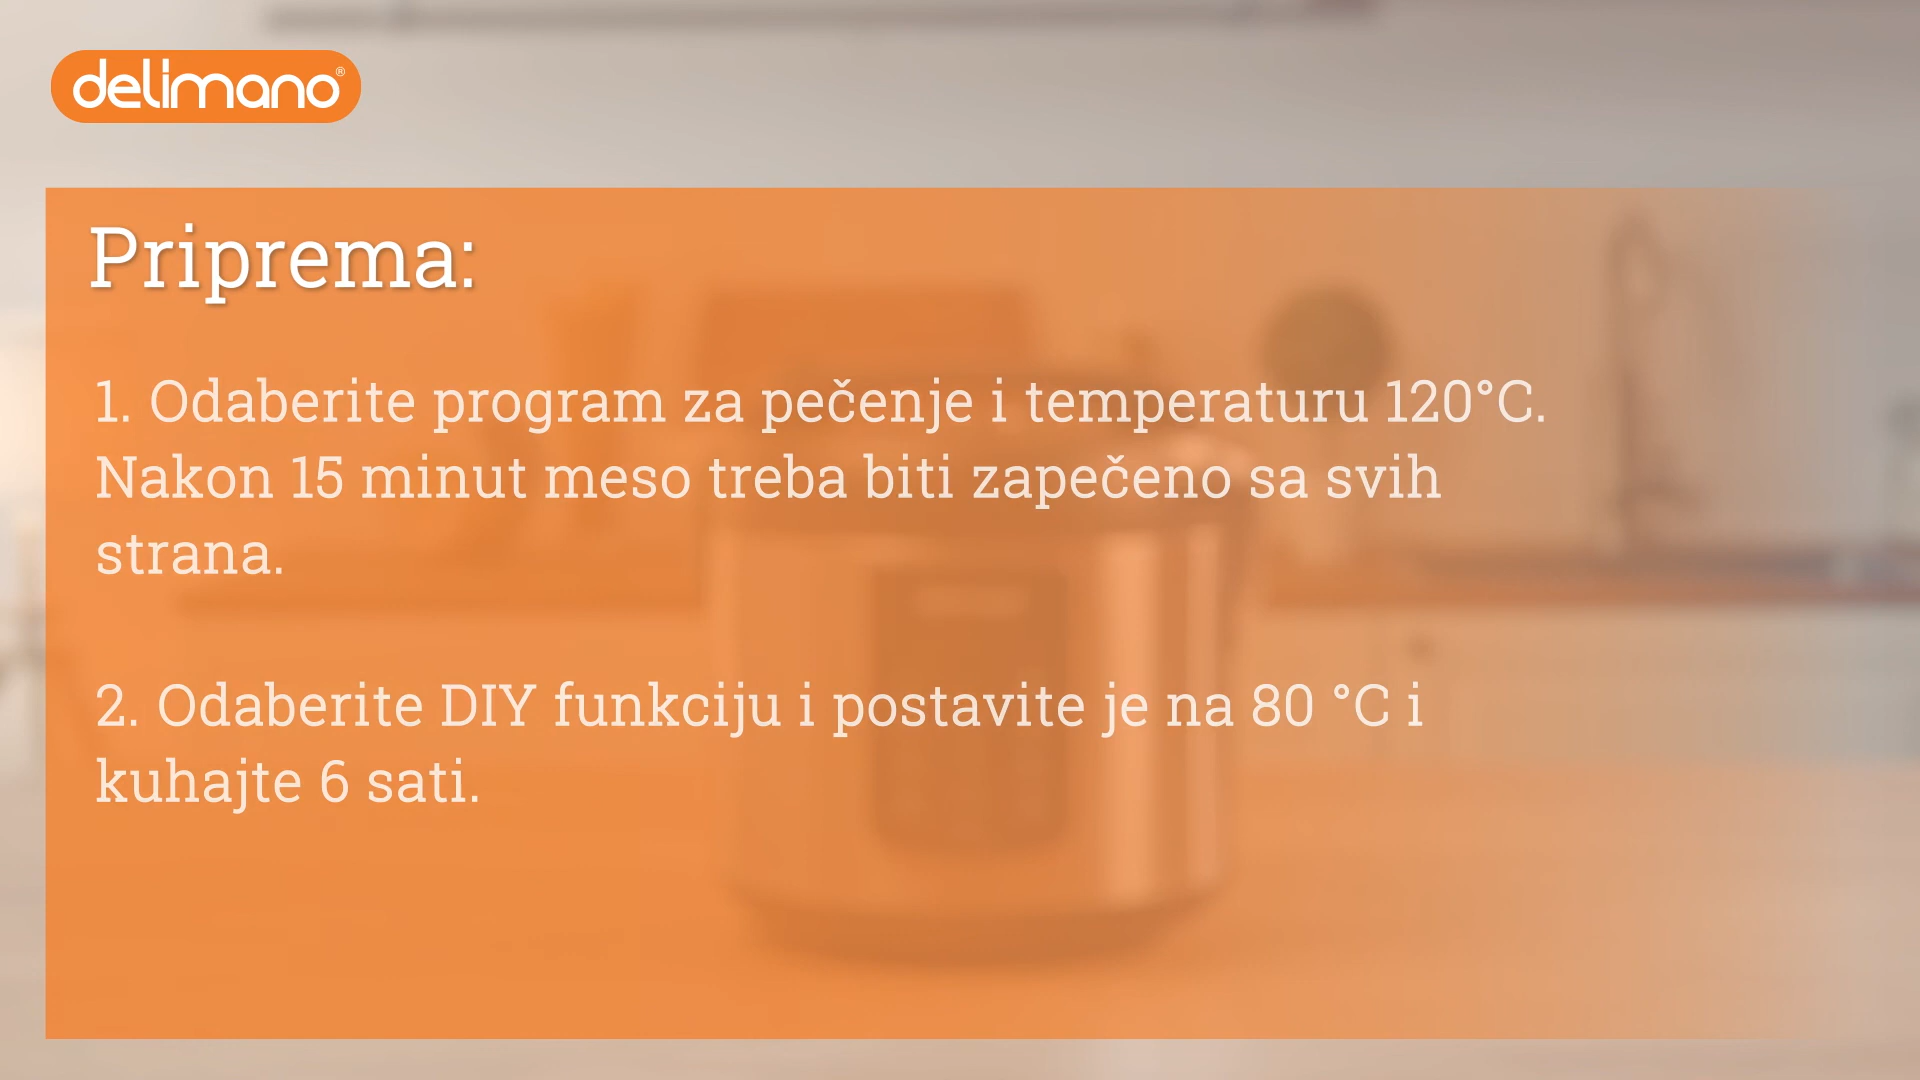 delimano®
Priprema:
1. Odaberite program za pečenje i temperaturu 120°C.
Nakon 15 minut meso treba biti zapečeno sa svih
strana.
2. Odaberite DIY funkciju i postavite je na 80 °C i
kuhajte 6 sati.